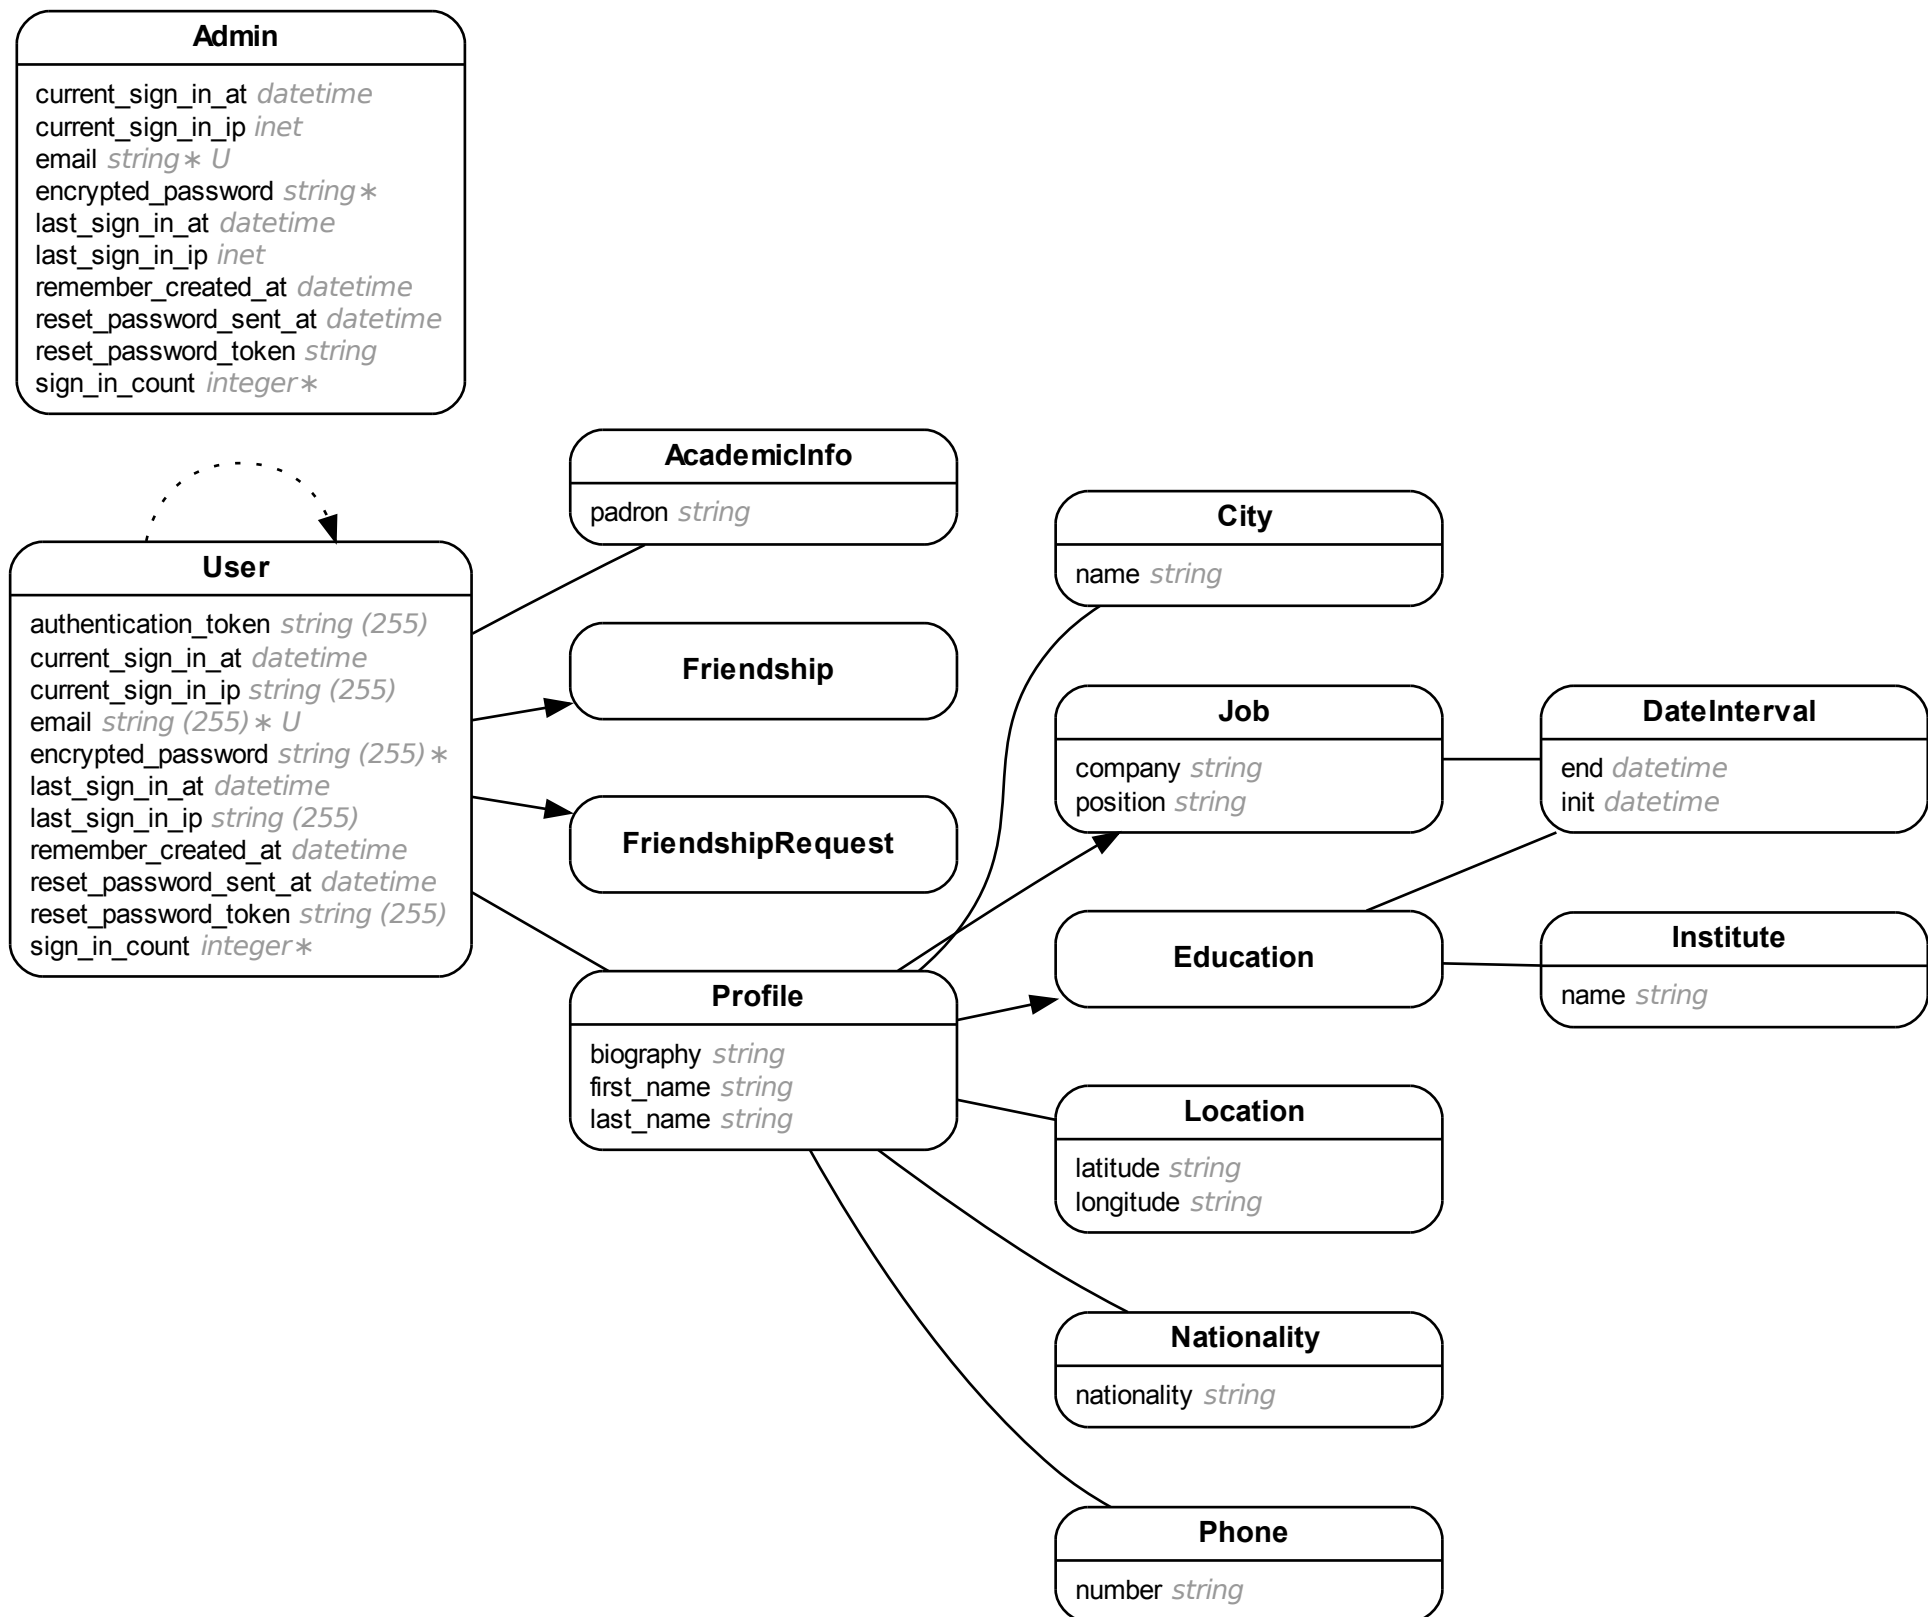 Admin
current_sign_in_at datetime
current_sign_in_ip inet
email string∗ U
encrypted_password string∗
last_sign_in_at datetime
last_sign_in_ip inet
remember_created_at datetime
reset_password_sent_at datetime
reset_password_token string
sign_in_count integer∗
User
authentication_token string (255)
current_sign_in_at datetime
current_sign_in_ip string (255)
email string (255)∗ U
encrypted_password string (255)∗
last_sign_in_at datetime
last_sign_in_ip string (255)
remember_created_at datetime
reset_password_sent_at datetime
reset_password_token string (255)
sign_in_count integer∗
AcademicInfo
padron string
Friendship
FriendshipRequest
Profile
biography string
first_name string
last_name string
City
name string
Job
company string
position string
Education
Location
latitude string
longitude string
Nationality
nationality string
Phone
number string
DateInterval
end datetime
init datetime
Institute
name string